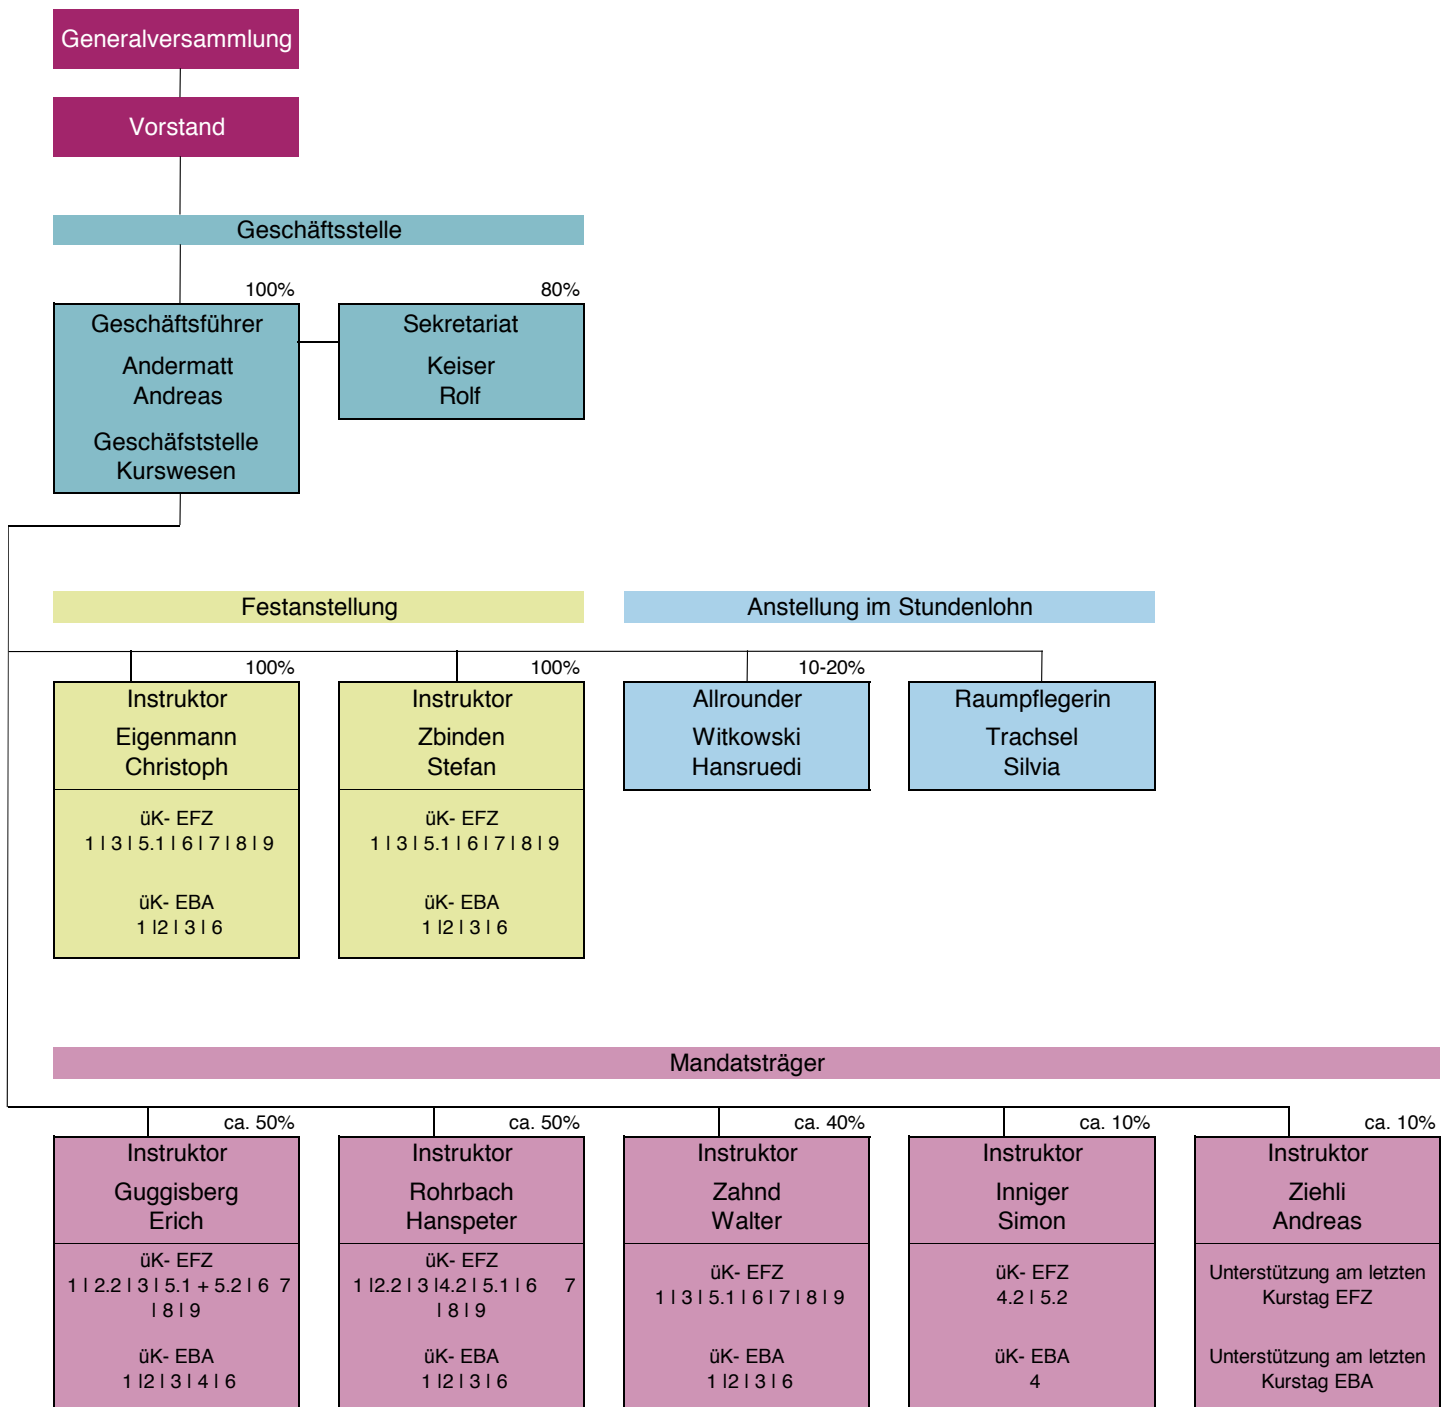 Generalversammlung
Vorstand
Geschäftsstelle
100%
80%
Geschäftsführer
Andermatt
Andreas
Geschäfststelle
Kurswesen
Sekretariat
Keiser
Rolf
Festanstellung
Anstellung im Stundenlohn
100%
100%
10-20%
Instruktor
Eigenmann
Christoph
üK- EFZ
1 l 3 l 5.1 l 6 l 7 l 8 l 9
üK- EBA
1 l2 l 3 l 6
Instruktor
Zbinden
Stefan
üK- EFZ
1 l 3 l 5.1 l 6 l 7 l 8 l 9
üK- EBA
1 l2 l 3 l 6
Allrounder
Witkowski
Hansruedi
Raumpflegerin
Trachsel
Silvia
Mandatsträger
ca. 50%
ca. 50%
ca. 40%
ca. 10%
ca. 10%
Instruktor
Guggisberg
Erich
üK- EFZ
1 l 2.2 l 3 l 5.1 + 5.2 l 6 7
l 8 l 9
üK- EBA
1 l2 l 3 l 4 l 6
Instruktor
Rohrbach
Hanspeter
üK- EFZ
1 l2.2 l 3 l4.2 l 5.1 l 6 7
l 8 l 9
üK- EBA
1 l2 l 3 l 6
Instruktor
Zahnd
Walter
üK- EFZ
1 l 3 l 5.1 l 6 l 7 l 8 l 9
üK- EBA
1 l2 l 3 l 6
Instruktor
Inniger
Simon
üK- EFZ
4.2 l 5.2
üK- EBA
4
Instruktor
Ziehli
Andreas
Unterstützung am letzten
Kurstag EFZ
Unterstützung am letzten
Kurstag EBA